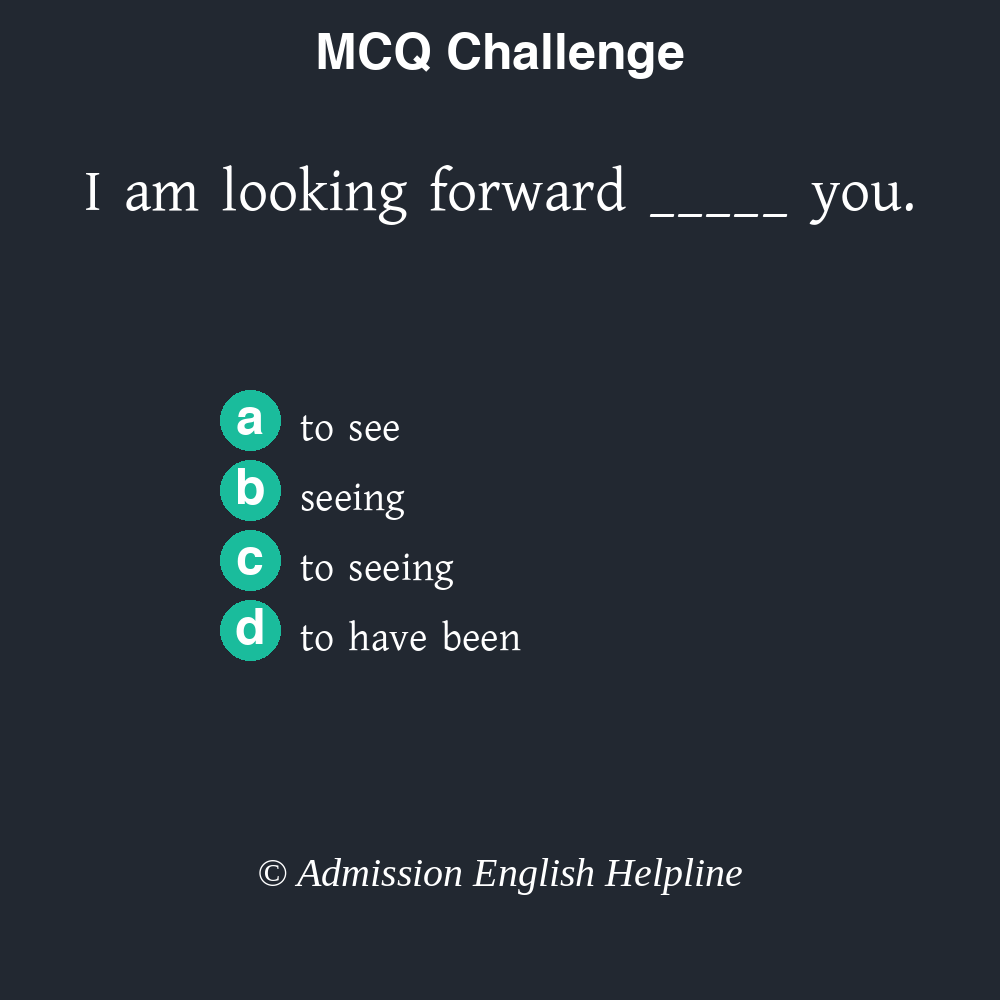 MCQ Challenge
I am looking forward _____ you.
a to see
b seeing
c to seeing
d to have been
© Admission English Helpline